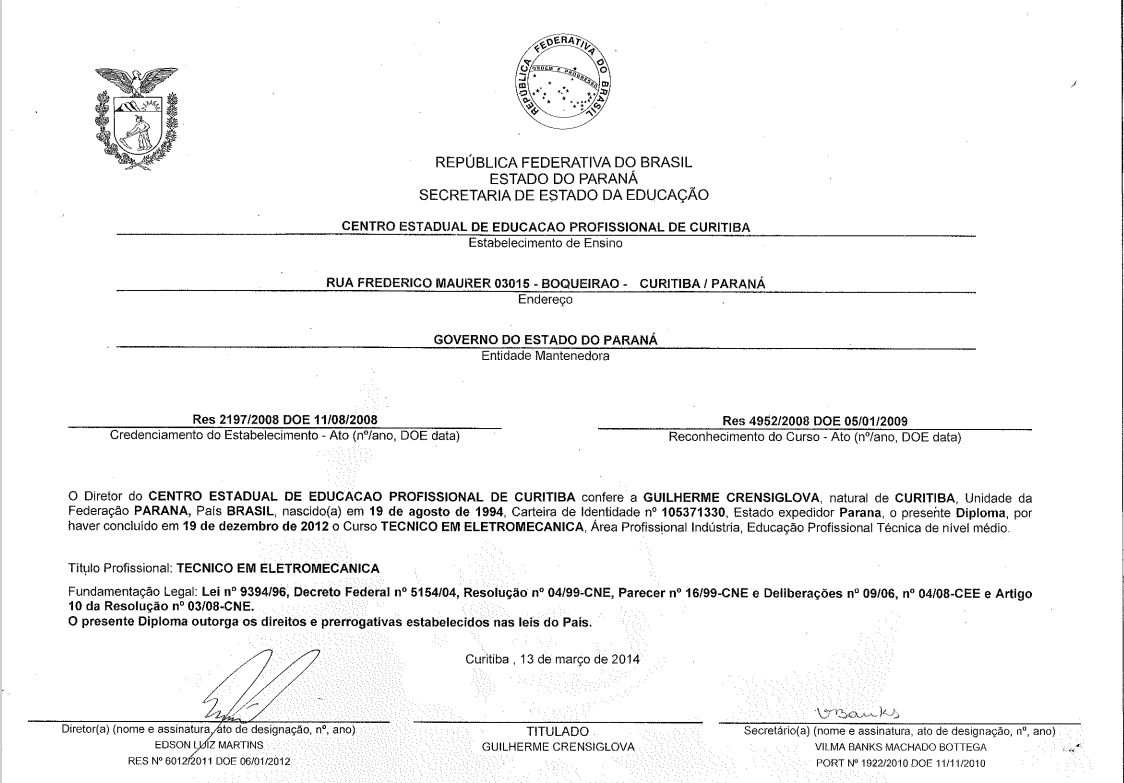 REPÚBLICA FEDERATIVA DO BRASIL
ORDEM E PROGRESSO
REPÚBLICA FEDERATIVA DO BRASIL
ESTADO DO PARANÁ
SECRETARIA DE ESTADO DA EDUCAÇÃO
CENTRO ESTADUAL DE EDUCACAO PROFISSIONAL DE CURITIBA
Estabelecimento de Ensino
RUA FREDERICO MAURER 03015 - BOQUEIRAO - CURITIBA / PARANÁ
Endereço
GOVERNO DO ESTADO DO PARANÁ
Entidade Mantenedora
Res 2197/2008 DOE 11/08/2008
Credenciamento do Estabelecimento - Ato (nº/ano, DOE data)
Res 4952/2008 DOE 05/01/2009
Reconhecimento do Curso - Ato (nº/ano, DOE data)
O Diretor do CENTRO ESTADUAL DE EDUCACAO PROFISSIONAL DE CURITIBA confere a GUILHERME CRENSIGLOVA, natural de CURITIBA, Unidade da
Federação PARANA, País BRASIL, nascido(a) em 19 de agosto de 1994, Carteira de Identidade nº 105371330, Estado expedidor Parana, o presente Diploma, por
haver concluído em 19 de dezembro de 2012 o Curso TECNICO EM ELETROMECANICA, Área Profissional Indústria, Educação Profissional Técnica de nível médio.
Título Profissional: TECNICO EM ELETROMECANICA
Fundamentação Legal: Lei nº 9394/96, Decreto Federal nº 5154/04, Resolução nº 04/99-CNE, Parecer nº 16/99-CNE e Deliberações nº 09/06, nº 04/08-CEE e Artigo
10 da Resolução nº 03/08-CNE.
O presente Diploma outorga os direitos e prerrogativas estabelecidos nas leis do País.
Curitiba , 13 de março de 2014
Diretor(a) (nome e assinatura, ato de designação, nº, ano)
EDSON LUIZ MARTINS
RES Nº 6012/2011 DOE 06/01/2012
TITULADO
GUILHERME CRENSIGLOVA
VBanks
Secretário(a) (nome e assinatura, ato de designação, nº, ano)
VILMA BANKS MACHADO BOTTEGA
PORT Nº 1922/2010 DOE 11/11/2010